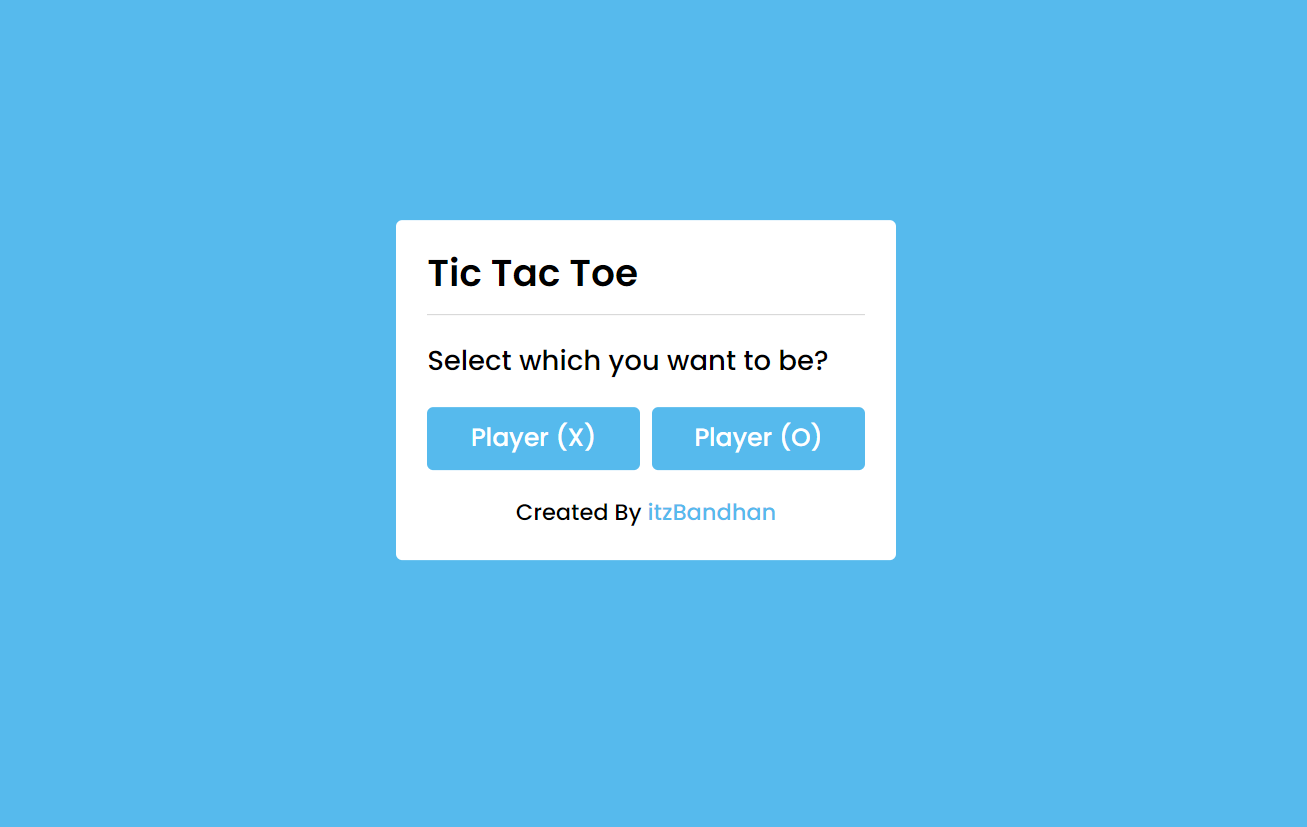 Tic Tac Toe
Select which you want to be?
Player (X) Player (O)
Created By itzBandhan